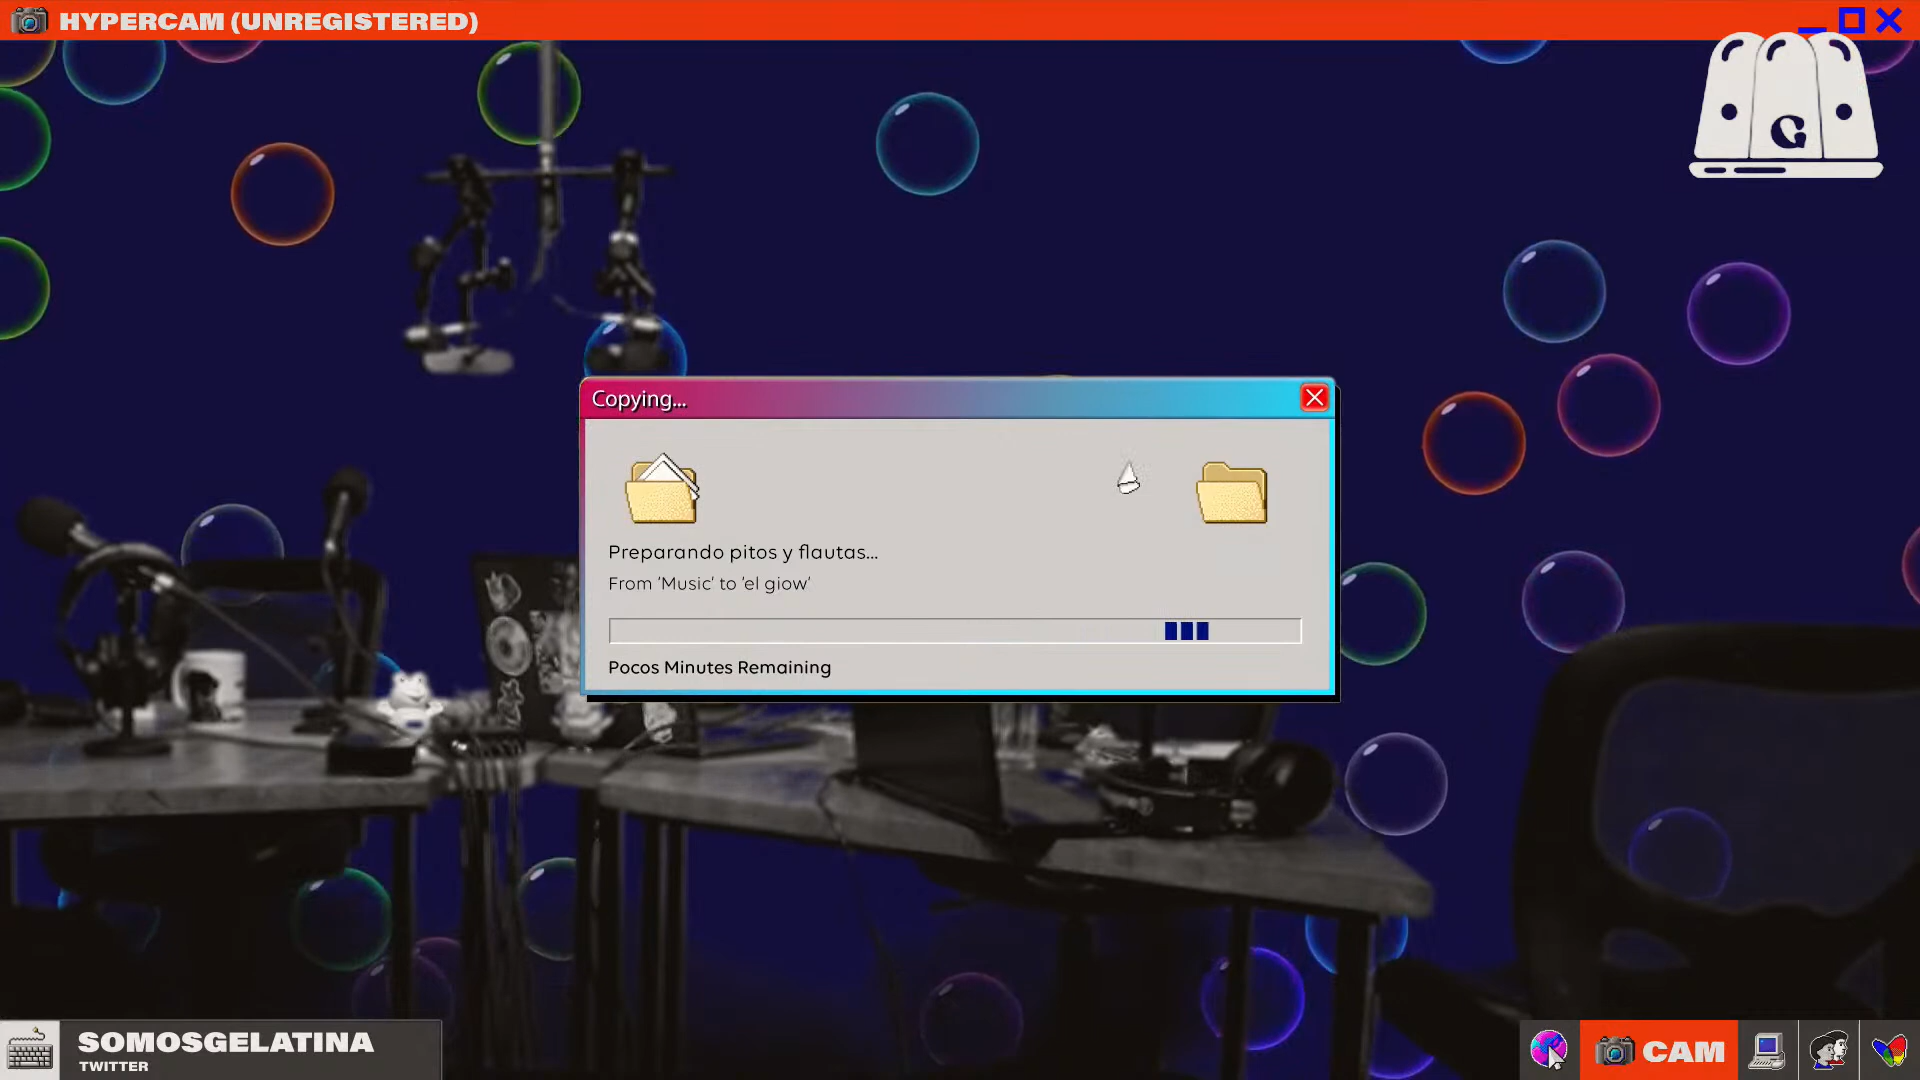 HYPERCAM (UNREGISTERED)
G
Copying...
Preparando pitos y flautas...
From 'Music' to 'el giow'
Pocos Minutes Remaining
SOMOSGELATINA
TWITTER
CAM